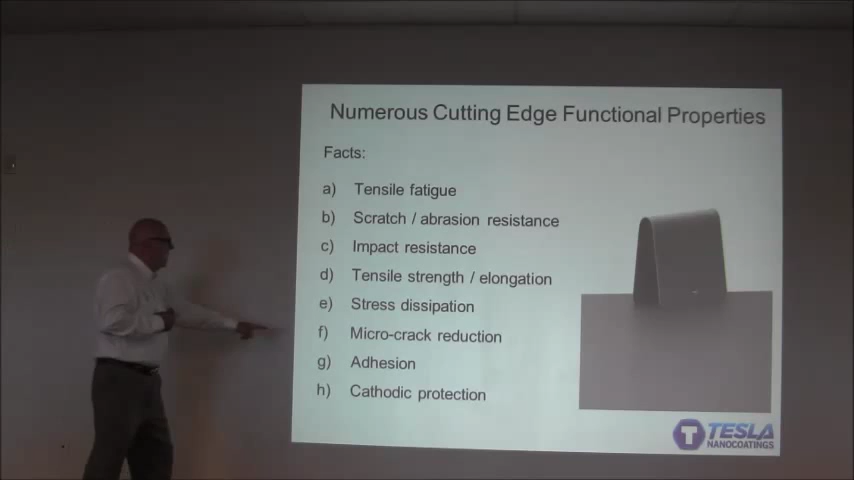 Numerous Cutting Edge Functional Properties
Facts:
a) Tensile fatigue
b) Scratch / abrasion resistance
c) Impact resistance
d) Tensile strength / elongation
e) Stress dissipation
f) Micro-crack reduction
g) Adhesion
h) Cathodic protection
T TESLA
NANOCOATINGS